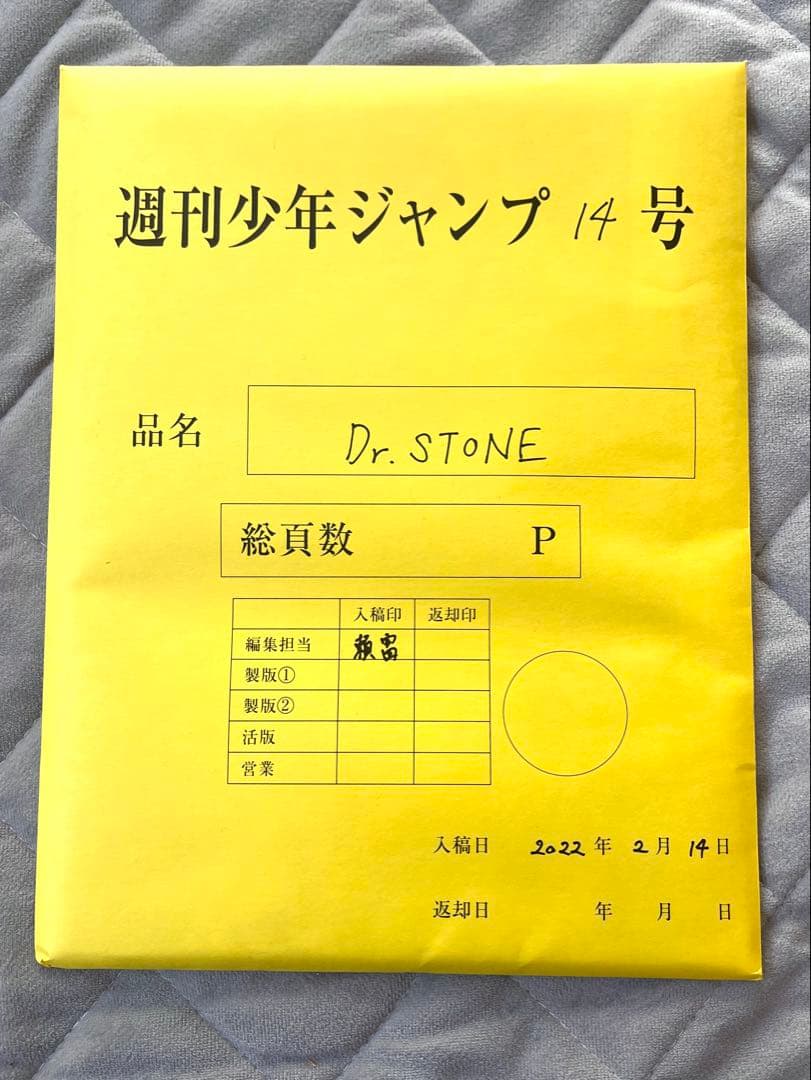 週刊少年ジャンプ 14 号
品名 Dr. STONE
総頁数 P
入稿印 返却印
編集担当 頼富
製版①
製版②
活版
営業
入稿日 2022 年 2 月 14 日
返却日 年 月 日